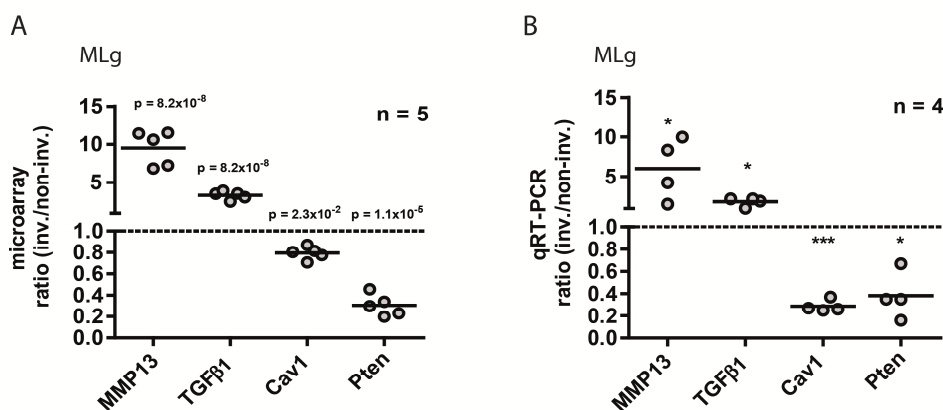 A
MLg
microarray
ratio (inv./non-inv.)
15
10
5
1.0
0.8
0.6
0.4
0.2
0.0
p = 8.2x10-8
p = 8.2x10-8
p = 2.3x10-2
p = 1.1x10-5
n = 5
MMP13
TGFβ1
Cav1
Pten
B
MLg
qRT-PCR
ratio (inv./non-inv.)
15
10
5
1.0
0.8
0.6
0.4
0.2
0.0
*
*
***
*
n = 4
MMP13
TGFβ1
Cav1
Pten